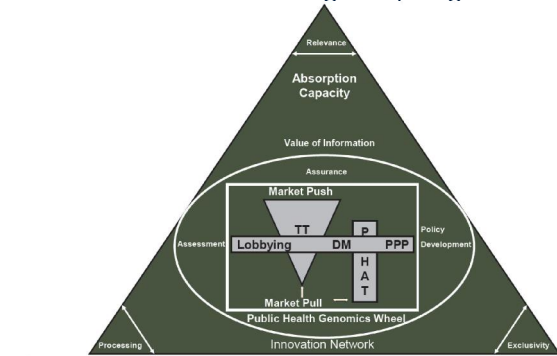 Relevance
Absorption
Capacity
Value of Information
Assurance
Market Push
TT
P
Policy
Assessment
Lobbying
DM
PPP
Development
H
A
T
Market Pull
Public Health Genomics Wheel
Processing
Innovation Network
Exclusivity